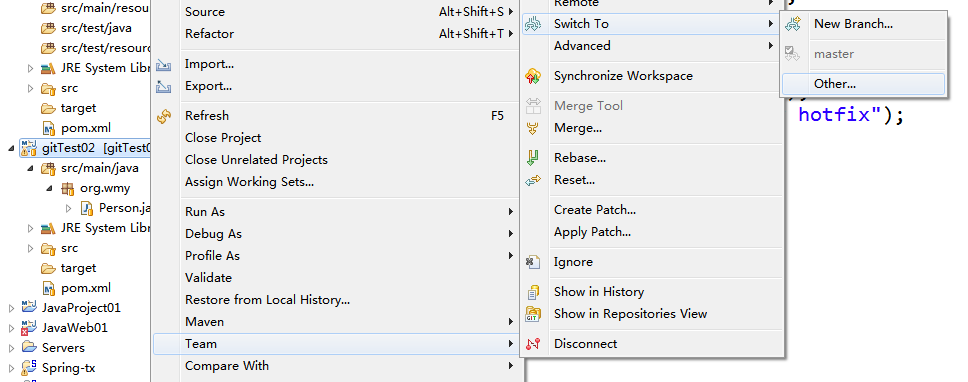 src/main/resou
src/test/java
src/test/resourc
JRE System Libr
src
target
pom.xml
gitTest02 [gitTest0
src/main/java
org.wmy
Person.ja
JRE System Libr
src
target
pom.xml
JavaProject01
JavaWeb01
Servers
Spring-tx
Source Alt+Shift+S
Refactor Alt+Shift+T
Import...
Export...
Refresh F5
Close Project
Close Unrelated Projects
Assign Working Sets...
Run As
Debug As
Profile As
Validate
Restore from Local History...
Maven
Team
Compare With
Remote
Switch To
Advanced
Synchronize Workspace
Merge Tool
Merge...
Rebase...
Reset...
Create Patch...
Apply Patch...
Ignore
Show in History
Show in Repositories View
Disconnect
New Branch...
master
Other...
hotfix");